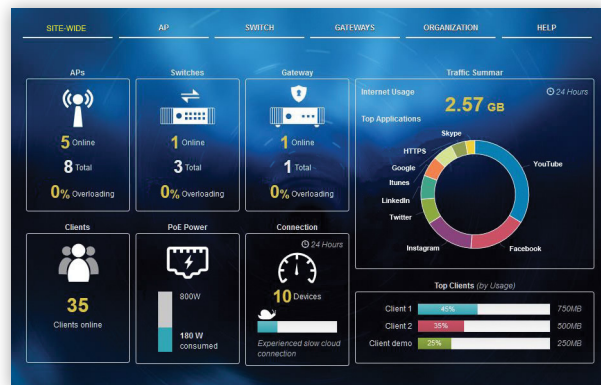 SITE-WIDE
AP
SWITCH
GATEWAYS
ORGANIZATION
HELP
APs
5 Online
8 Total
0% Overloading
Switches
1 Online
3 Total
0% Overloading
Gateway
1 Online
1 Total
0% Overloading
Traffic Summar
Internet Usage
24 Hours
2.57 GB
Top Applications
Skype
HTTPS
Google
Itunes
LinkedIn
Twitter
Instagram
Facebook
YouTube
Clients
35
Clients online
PoE Power
800W
180 W
consumed
Connection
24 Hours
10 Devices
Experienced slow cloud
connection
Top Clients (by Usage)
Client 1 45% 750MB
Client 2 35% 500MB
Client demo 25% 250MB